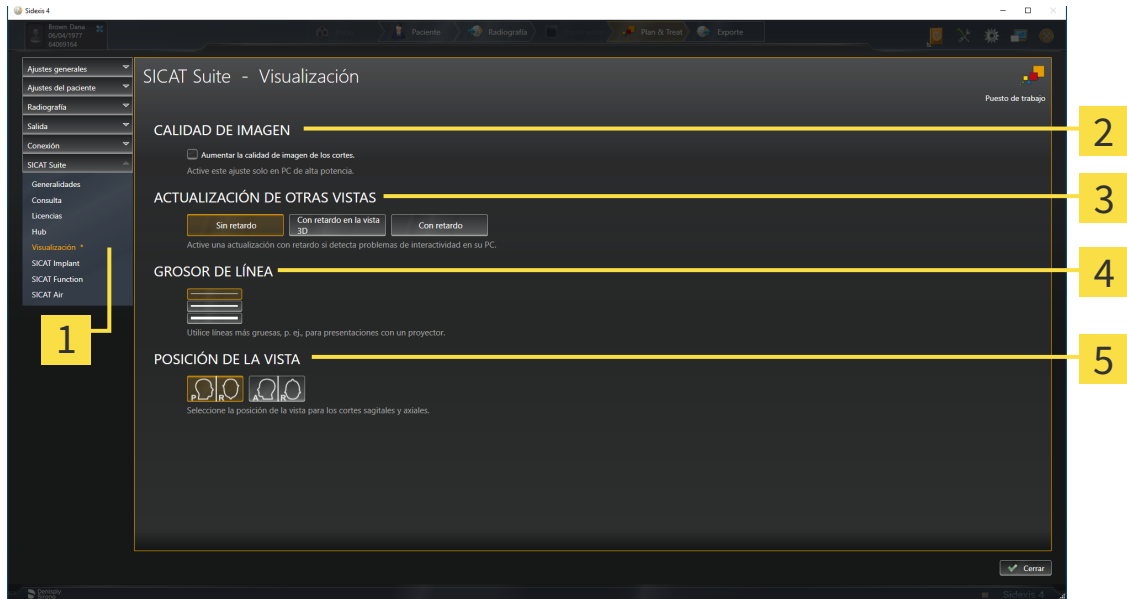 Sidexis 4
Brown Dana
06/04/1977
64069164
Paciente
Radiografía
Plan & Treat
Exporte
Ajustes generales
Ajustes del paciente
Radiografía
Salida
Conexión
SICAT Suite
Generalidades
Consulta
Licencias
Hub
Visualización *
SICAT Implant
SICAT Function
SICAT Air
SICAT Suite - Visualización
Puesto de trabajo
CALIDAD DE IMAGEN
Aumentar la calidad de imagen de los cortes.
Active este ajuste solo en PC de alta potencia.
ACTUALIZACIÓN DE OTRAS VISTAS
Sin retardo
Con retardo en la vista
3D
Con retardo
Active una actualización con retardo si detecta problemas de interactividad en su PC.
GROSOR DE LÍNEA
Utilice líneas más gruesas, p. ej., para presentaciones con un proyector.
POSICIÓN DE LA VISTA
P R
A R
Seleccione la posición de la vista para los cortes sagitales y axiales.
Cerrar
Dentsply
Sirona
Sidexis 4
1
2
3
4
5